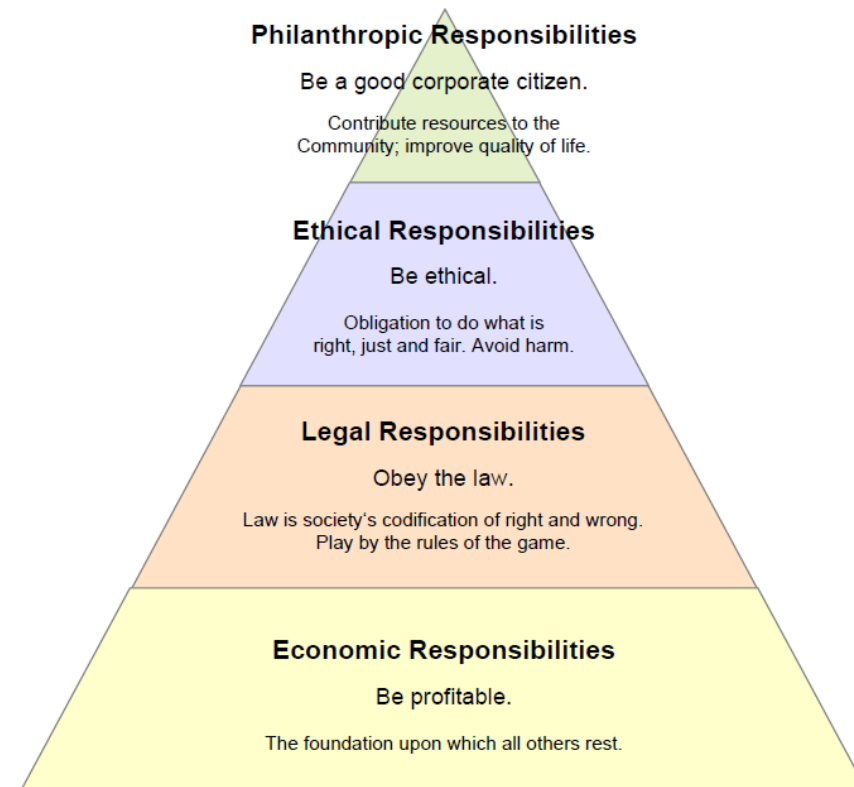 Philanthropic Responsibilities
Be a good corporate citizen.
Contribute resources to the
Community; improve quality of life.
Ethical Responsibilities
Be ethical.
Obligation to do what is
right, just and fair. Avoid harm.
Legal Responsibilities
Obey the law.
Law is society‘s codification of right and wrong.
Play by the rules of the game.
Economic Responsibilities
Be profitable.
The foundation upon which all others rest.